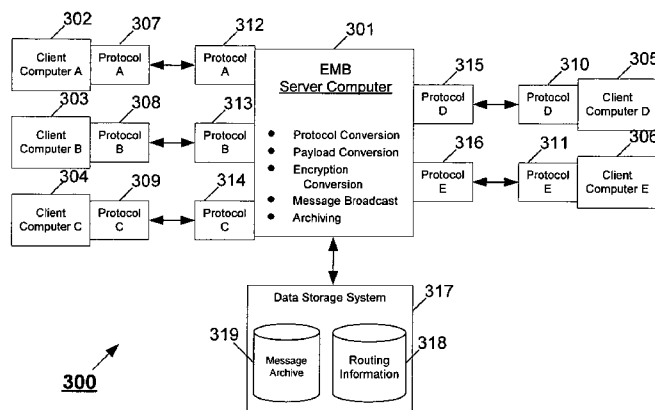 302
307
312
301
Client
Computer A
Protocol
A
Protocol
A
EMB
Server Computer
315
310
305
303
308
313
Protocol
D
Protocol
D
Client
Computer D
Client
Computer B
Protocol
B
Protocol
B
• Protocol Conversion
• Payload Conversion
• Encryption
Conversion
• Message Broadcast
• Archiving
316
311
306
304
309
314
Protocol
E
Protocol
E
Client
Computer E
Client
Computer C
Protocol
C
Protocol
C
Data Storage System
317
319
Message
Archive
Routing
Information
318
300